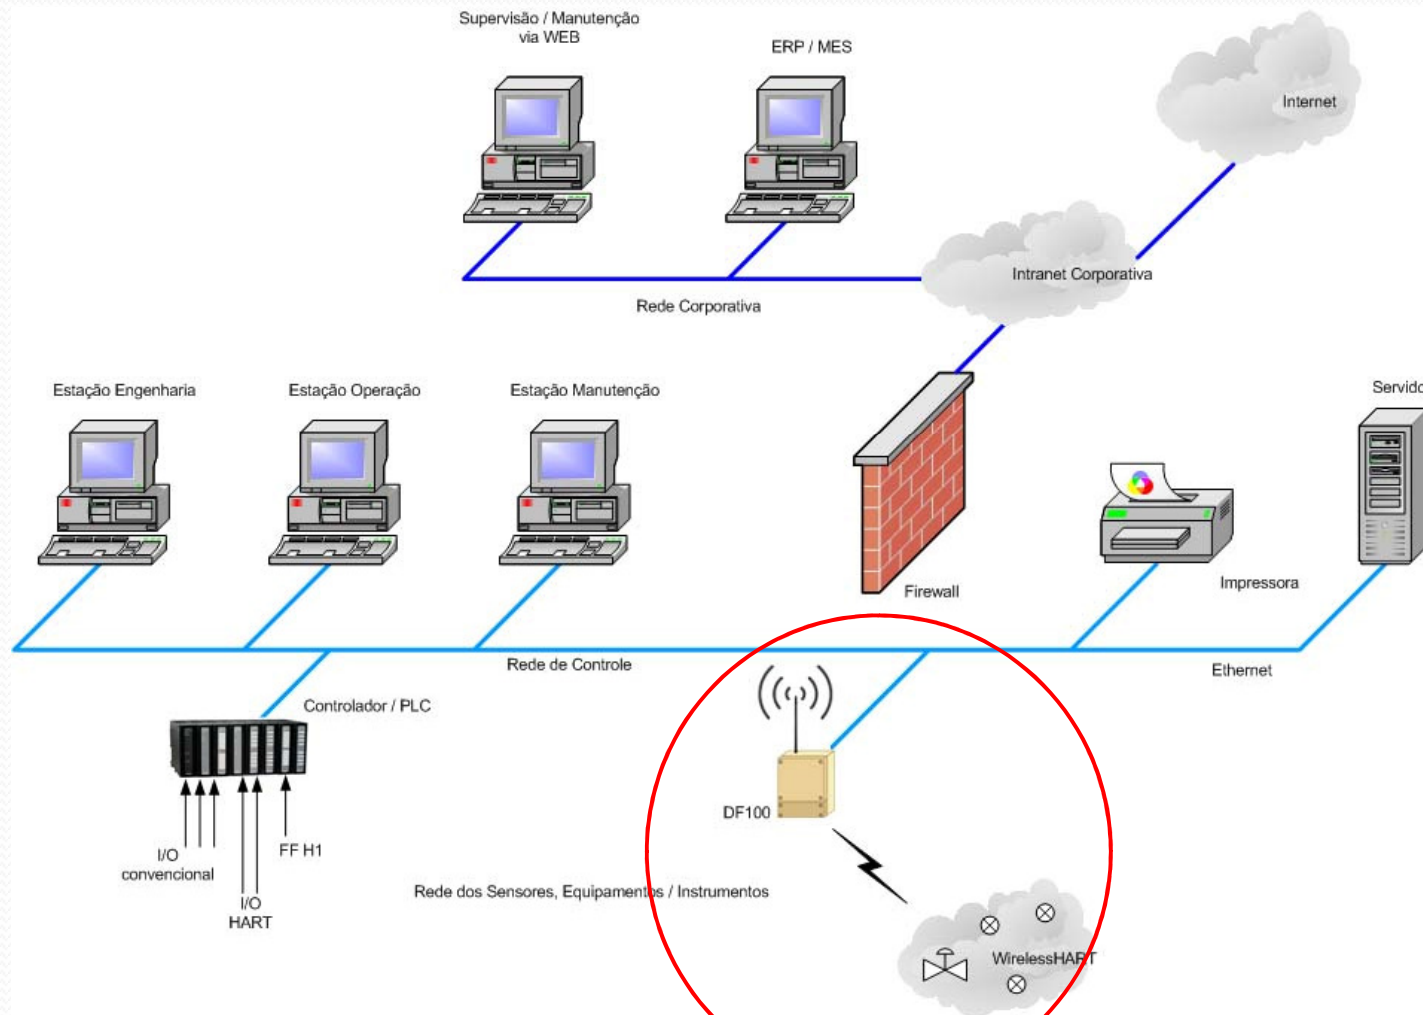 Supervisão / Manutenção
via WEB
ERP / MES
Internet
Intranet Corporativa
Rede Corporativa
Estação Engenharia
Estação Operação
Estação Manutenção
Servido
Firewall
Impressora
Rede de Controle
Ethernet
Controlador / PLC
DF100
I/O
convencional
FF H1
I/O
HART
Rede dos Sensores, Equipamentos / Instrumentos
WirelessHART